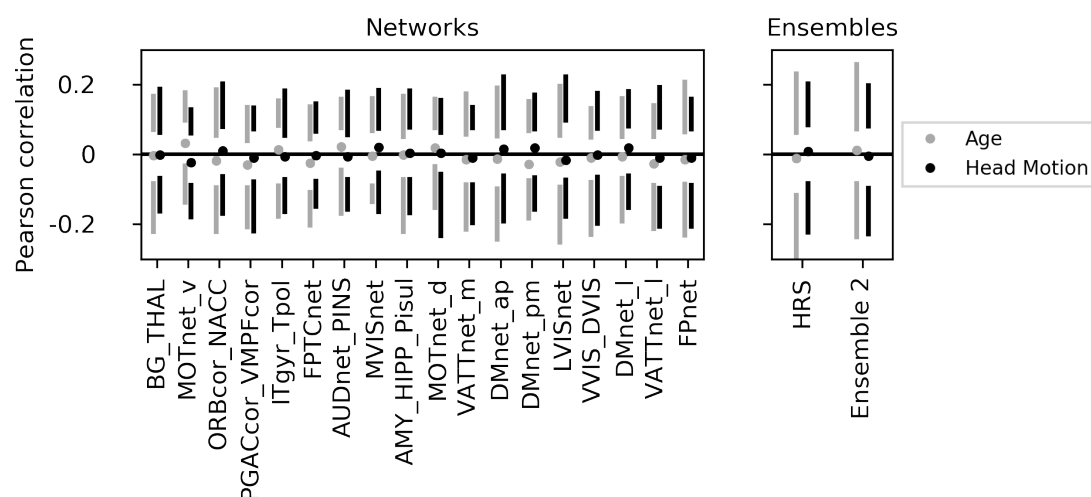 Networks
Ensembles
Pearson correlation
0.2
0
-0.2
BG_THAL
MOTnet_v
ORBcor_NACC
PGACcor_VMPFcor
ITgyr_Tpol
FPTCnet
AUDnet_PINS
MVISnet
AMY_HIPP_Pisul
MOTnet_d
VATTnet_m
DMnet_ap
DMnet_pm
LVISnet
VVIS_DVIS
DMnet_l
VATTnet_l
FPnet
HRS
Ensemble 2
Age
Head Motion